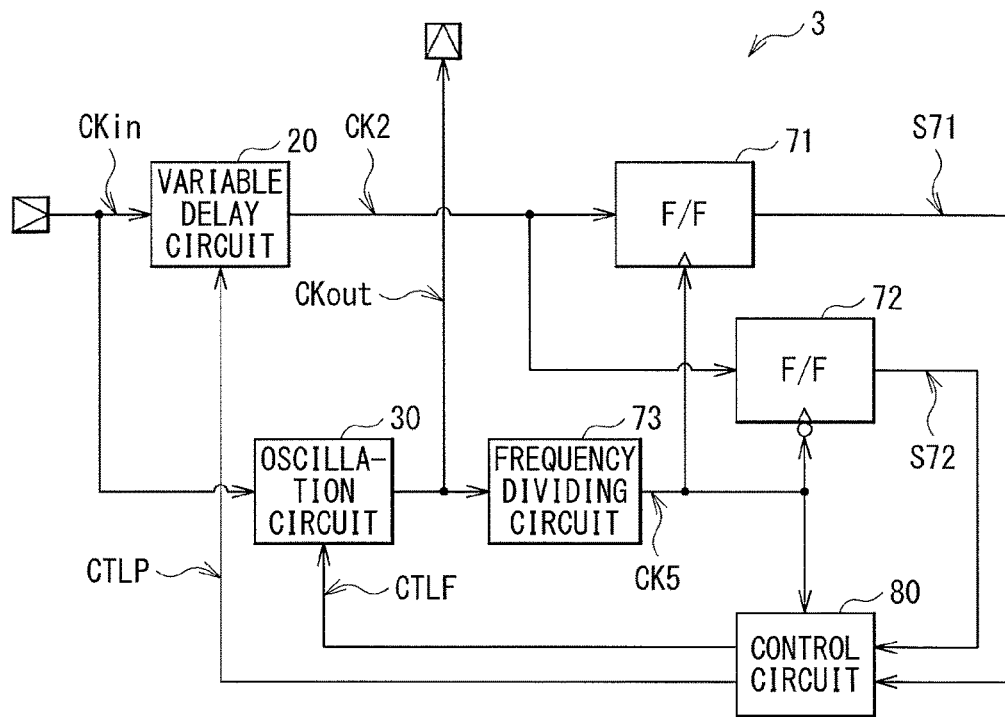 3
CKin
20
CK2
71
S71
VARIABLE
DELAY
CIRCUIT
F/F
CKout
72
F/F
30
73
S72
OSCILLA-
TION
CIRCUIT
FREQUENCY
DIVIDING
CIRCUIT
CTLP
CTLF
CK5
80
CONTROL
CIRCUIT